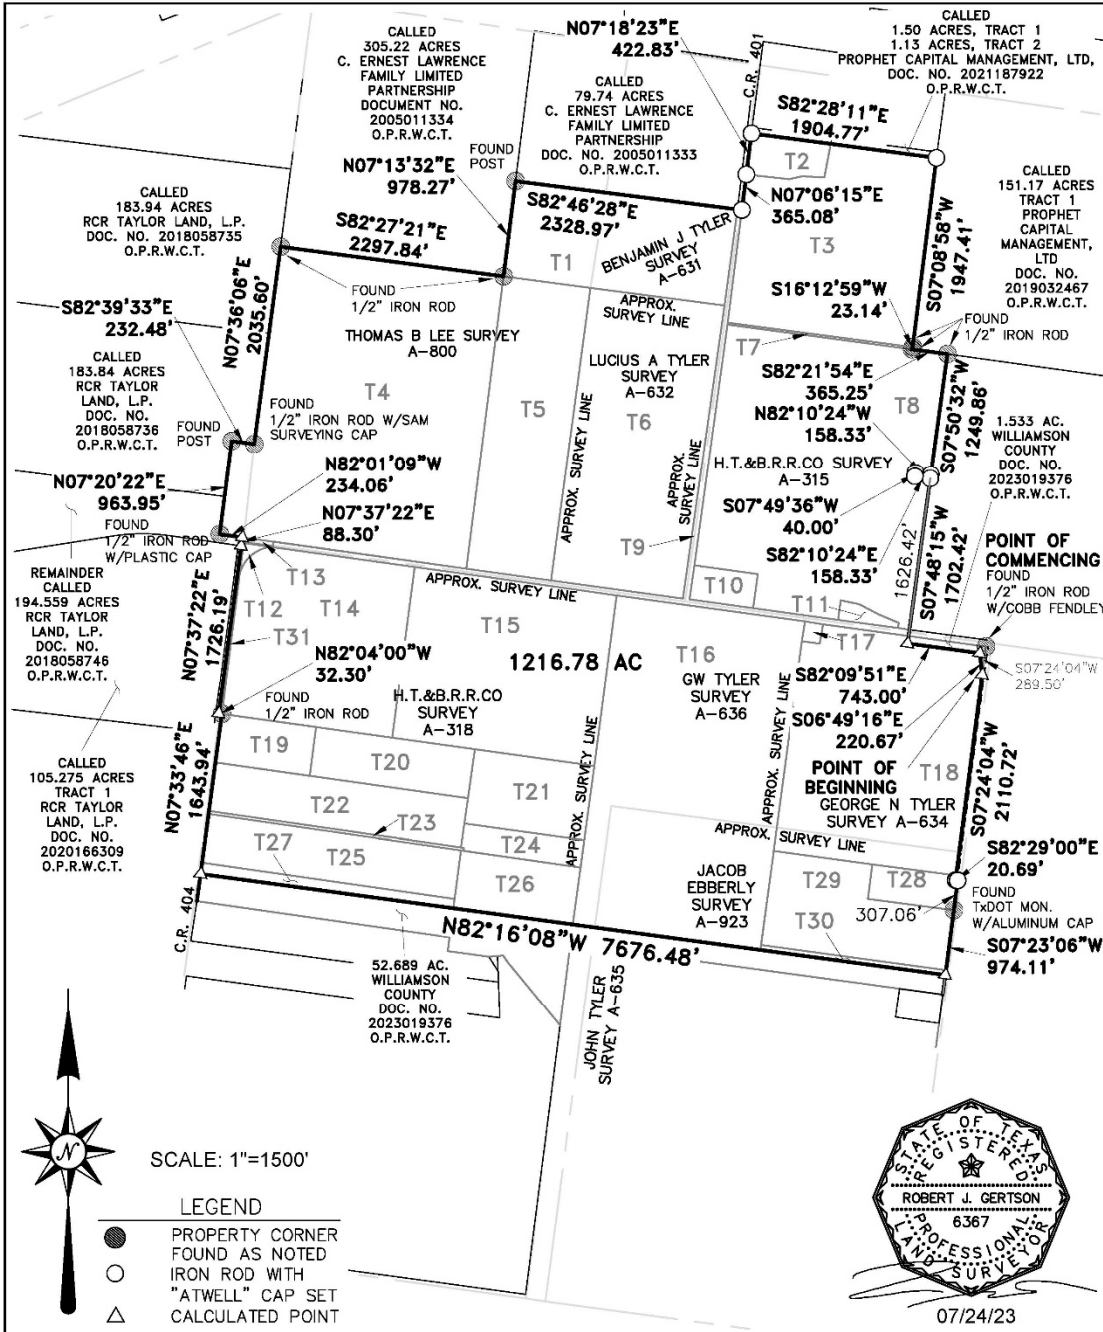 CALLED
305.22 ACRES
C. ERNEST LAWRENCE
FAMILY LIMITED
PARTNERSHIP
DOCUMENT NO.
2005011334
O.P.R.W.C.T.
N07°18'23"E
422.83'
C.R. 401
CALLED
1.50 ACRES, TRACT 1
1.13 ACRES, TRACT 2
PROPHET CAPITAL MANAGEMENT, LTD,
DOC. NO. 2021187922
O.P.R.W.C.T.
CALLED
79.74 ACRES
C. ERNEST LAWRENCE
FAMILY LIMITED
PARTNERSHIP
DOC. NO. 2005011333
O.P.R.W.C.T.
S82°28'11"E
1904.77'
FOUND
POST
N07°13'32"E
978.27'
T2
N07°06'15"E
365.08'
CALLED
151.17 ACRES
TRACT 1
PROPHET
CAPITAL
MANAGEMENT,
LTD
DOC. NO.
2019032467
O.P.R.W.C.T.
CALLED
183.94 ACRES
RCR TAYLOR LAND, L.P.
DOC. NO. 2018058735
O.P.R.W.C.T.
S82°27'21"E
2297.84'
S82°46'28"E
2328.97'
BENJAMIN J TYLER
SURVEY
A-631
T1
T3
S07°08'58"W
1947.41'
S82°39'33"E
232.48'
N07°36'06"E
2035.60'
FOUND
1/2" IRON ROD
APPROX.
SURVEY LINE
S16°12'59"W
23.14'
FOUND
1/2" IRON ROD
THOMAS B LEE SURVEY
A-800
LUCIUS A TYLER
SURVEY
A-632
T7
S82°21'54"E
365.25'
CALLED
183.84 ACRES
RCR TAYLOR
LAND, L.P.
DOC. NO.
2018058736
O.P.R.W.C.T.
T4
T5
T6
T8
S07°50'32"W
1249.86'
FOUND
POST
FOUND
1/2" IRON ROD W/SAM
SURVEYING CAP
APPROX. SURVEY LINE
APPROX.
SURVEY LINE
N82°10'24"W
158.33'
1.533 AC.
WILLIAMSON
COUNTY
DOC. NO.
2023019376
O.P.R.W.C.T.
H.T.&B.R.R.CO SURVEY
A-315
N07°20'22"E
963.95'
N82°01'09"W
234.06'
N07°37'22"E
88.30'
S07°49'36"W
40.00'
T9
S82°10'24"E
158.33'
1626.42'
S07°48'15"W
1702.42'
POINT OF
COMMENCING
FOUND
1/2" IRON ROD
W/COBB FENDLEY
FOUND
1/2" IRON ROD
W/PLASTIC CAP
REMAINDER
CALLED
194.559 ACRES
RCR TAYLOR
LAND, L.P.
DOC. NO.
2018058746
O.P.R.W.C.T.
T13
T12
T14
APPROX. SURVEY LINE
T10
T11
T15
T16
T17
T31
N07°37'22"E
1726.19'
1216.78 AC
N82°04'00"W
32.30'
GW TYLER
SURVEY
A-636
S82°09'51"E
743.00'
S07°24'04"W
289.50'
FOUND
1/2" IRON ROD
H.T.&B.R.R.CO
SURVEY
A-318
S06°49'16"E
220.67'
T19
T20
T21
APPROX. SURVEY LINE
APPROX. SURVEY LINE
POINT OF
BEGINNING
T18
S07°24'04"W
2110.72'
CALLED
105.275 ACRES
TRACT 1
RCR TAYLOR
LAND, L.P.
DOC. NO.
2020166309
O.P.R.W.C.T.
N07°33'46"E
1643.94'
GEORGE N TYLER
SURVEY A-634
T22
T23
T24
T27
T25
T26
APPROX. SURVEY LINE
S82°29'00"E
20.69'
JACOB
EBBERLY
SURVEY
A-923
T29
T28
307.06'
FOUND
TxDOT MON.
W/ALUMINUM CAP
T30
C.R. 404
N82°16'08"W 7676.48'
S07°23'06"W
974.11'
52.689 AC.
WILLIAMSON
COUNTY
DOC. NO.
2023019376
O.P.R.W.C.T.
JOHN TYLER
SURVEY A-635
N
SCALE: 1"=1500'
LEGEND
PROPERTY CORNER
FOUND AS NOTED
IRON ROD WITH
"ATWELL" CAP SET
CALCULATED POINT
STATE OF TEXAS
REGISTERED
ROBERT J. GERTSON
6367
PROFESSIONAL
LAND SURVEYOR
07/24/23